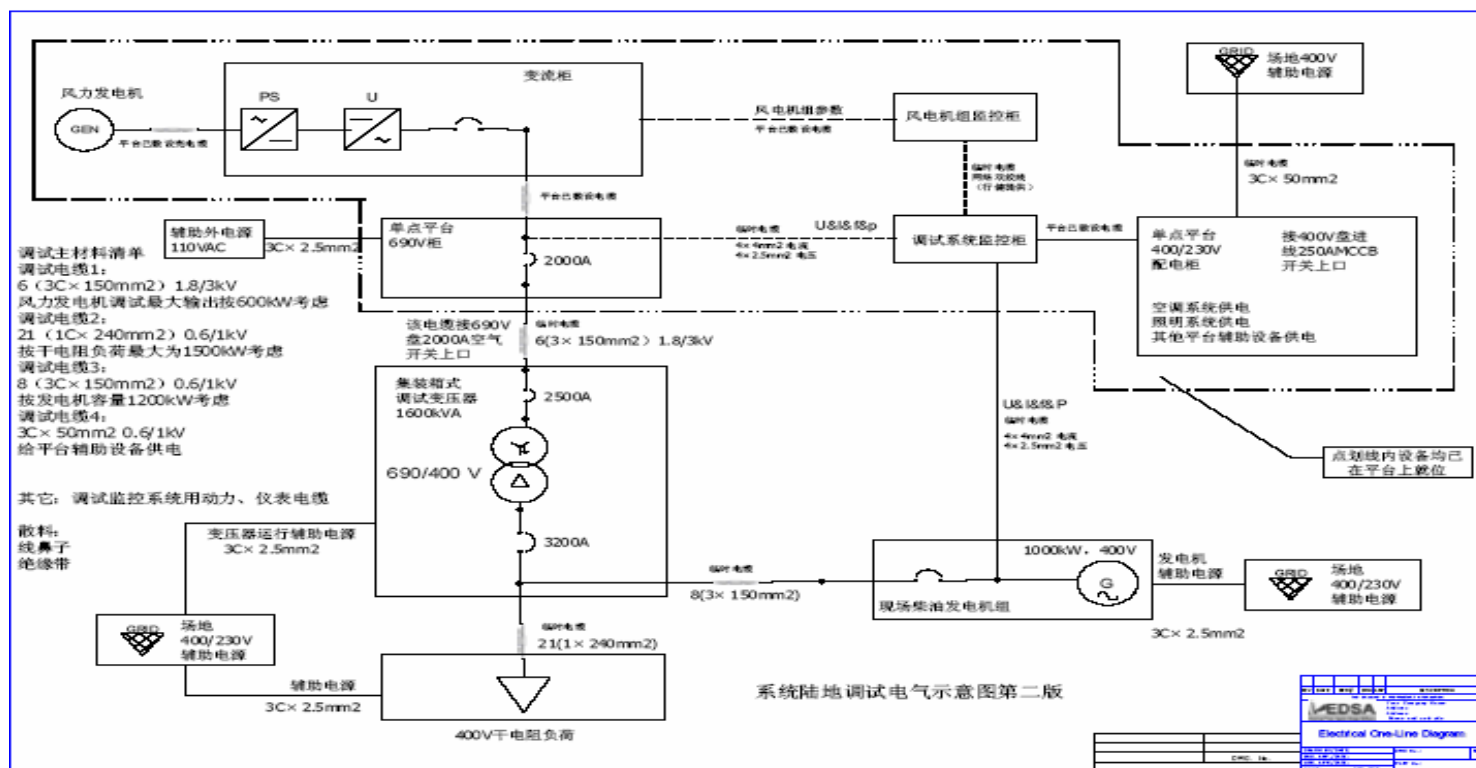 GRID
场地400V
辅助电源
变流柜
风力发电机
PS
U
GEN
平台已敷设电缆
风电机组参数
平台已敷设电缆
风电机组监控柜
临时电缆
网络双绞线
（行健提供）
临时电缆
3C×50mm2
平台已敷设电缆
辅助外电源
110VAC
3C×2.5mm2
单点平台
690V柜
2000A
U&I&f&p
临时电缆
4×4mm2 电流
4×2.5mm2 电压
调试系统监控柜
平台已敷设电缆
单点平台
400/230V
配电柜
接400V盘进
线250AMCCB
开关上口
空调系统供电
照明系统供电
其他平台辅助设备供电
调试主材料清单
调试电缆1：
6（3C×150mm2）1.8/3kV
风力发电机调试最大输出按600kW考虑
调试电缆2：
21（1C×240mm2）0.6/1kV
按干电阻负荷最大为1500kW考虑
调试电缆3：
8（3C×150mm2）0.6/1kV
按发电机容量1200kW考虑
调试电缆4：
3C×50mm2 0.6/1kV
给平台辅助设备供电
其它：调试监控系统用动力、仪表电缆
散料：
线鼻子
绝缘带
该电缆接690V
盘2000A空气
开关上口
临时电缆
6(3×150mm2）1.8/3kV
集装箱式
调试变压器
1600kVA
2500A
690/400 V
3200A
U&I&f&P
临时电缆
4×4mm2 电流
4×2.5mm2 电压
点划线内设备均已
在平台上就位
变压器运行辅助电源
3C×2.5mm2
临时电缆
8(3×150mm2)
1000kW，400V
G
现场柴油发电机组
发电机
辅助电源
3C×2.5mm2
GRID
场地
400/230V
辅助电源
GRID
场地
400/230V
辅助电源
临时电缆
21(1×240mm2)
辅助电源
3C×2.5mm2
400V干电阻负荷
系统陆地调试电气示意图第二版
EDSA
Electrical One-Line Diagram